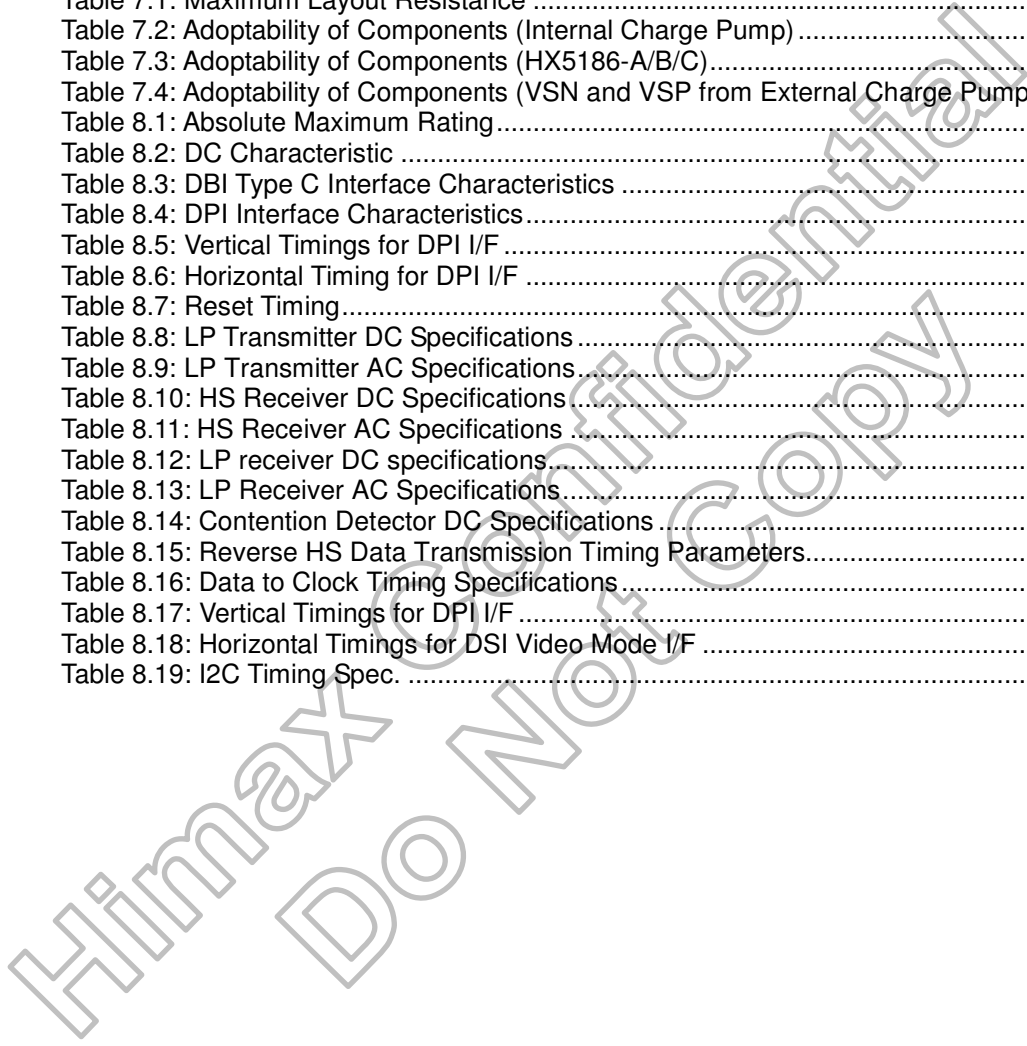 Table 7.1: Maximum Layout Resistance ........................................................................
Table 7.2: Adoptability of Components (Internal Charge Pump) ................................
Table 7.3: Adoptability of Components (HX5186-A/B/C)............................................
Table 7.4: Adoptability of Components (VSN and VSP from External Charge Pump
Table 8.1: Absolute Maximum Rating..........................................................................
Table 8.2: DC Characteristic .......................................................................................
Table 8.3: DBI Type C Interface Characteristics .........................................................
Table 8.4: DPI Interface Characteristics......................................................................
Table 8.5: Vertical Timings for DPI I/F .........................................................................
Table 8.6: Horizontal Timing for DPI I/F ......................................................................
Table 8.7: Reset Timing...............................................................................................
Table 8.8: LP Transmitter DC Specifications ...............................................................
Table 8.9: LP Transmitter AC Specifications...............................................................
Table 8.10: HS Receiver DC Specifications ................................................................
Table 8.11: HS Receiver AC Specifications ................................................................
Table 8.12: LP receiver DC specifications...................................................................
Table 8.13: LP Receiver AC Specifications.................................................................
Table 8.14: Contention Detector DC Specifications ....................................................
Table 8.15: Reverse HS Data Transmission Timing Parameters................................
Table 8.16: Data to Clock Timing Specifications.........................................................
Table 8.17: Vertical Timings for DPI I/F .......................................................................
Table 8.18: Horizontal Timings for DSI Video Mode I/F ..............................................
Table 8.19: I2C Timing Spec. ......................................................................................
Himax Confidential
Do Not Copy